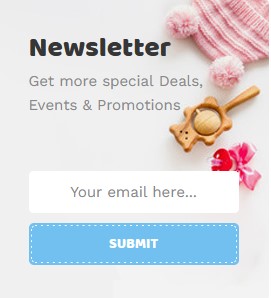 Newsletter
Get more special Deals,
Events & Promotions
Your email here...
SUBMIT